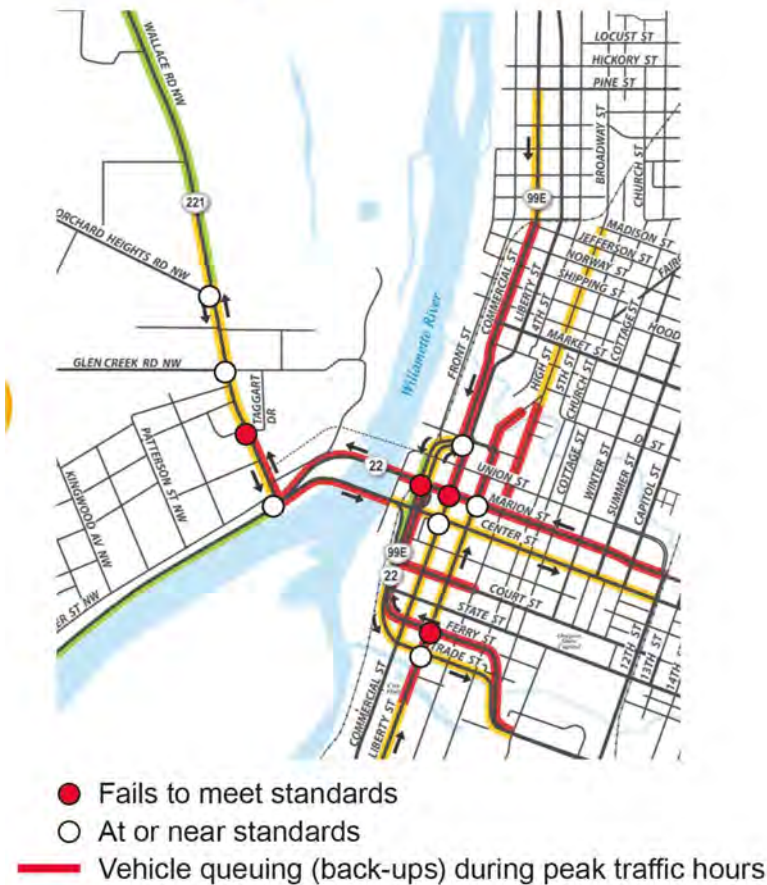 WALLACE RD NW
LOCUST ST
HICKORY ST
PINE ST
BROADWAY ST
CHURCH ST
221
99E
ORCHARD HEIGHTS RD NW
MADISON ST
JEFFERSON ST
NORWAY ST
SHIPPING ST
COMMERCIAL ST
LIBERTY ST
4TH ST
COTTAGE ST
HOOD
MARKET ST
Willamette River
FRONT ST
HIGH ST
5TH ST
CHURCH ST
GLEN CREEK RD NW
TAGGART
DR
PATTERSON ST NW
KINGWOOD AV NW
D ST
22
UNION ST
COTTAGE ST
WINTER ST
SUMMER ST
CAPITOL ST
MARION ST
CENTER ST
99E
22
COURT ST
STATE ST
FERRY ST
TRADE ST
12TH ST
13TH ST
14TH ST
ER ST NW
COMMERCIAL ST
LIBERTY ST
Fails to meet standards
At or near standards
Vehicle queuing (back-ups) during peak traffic hours